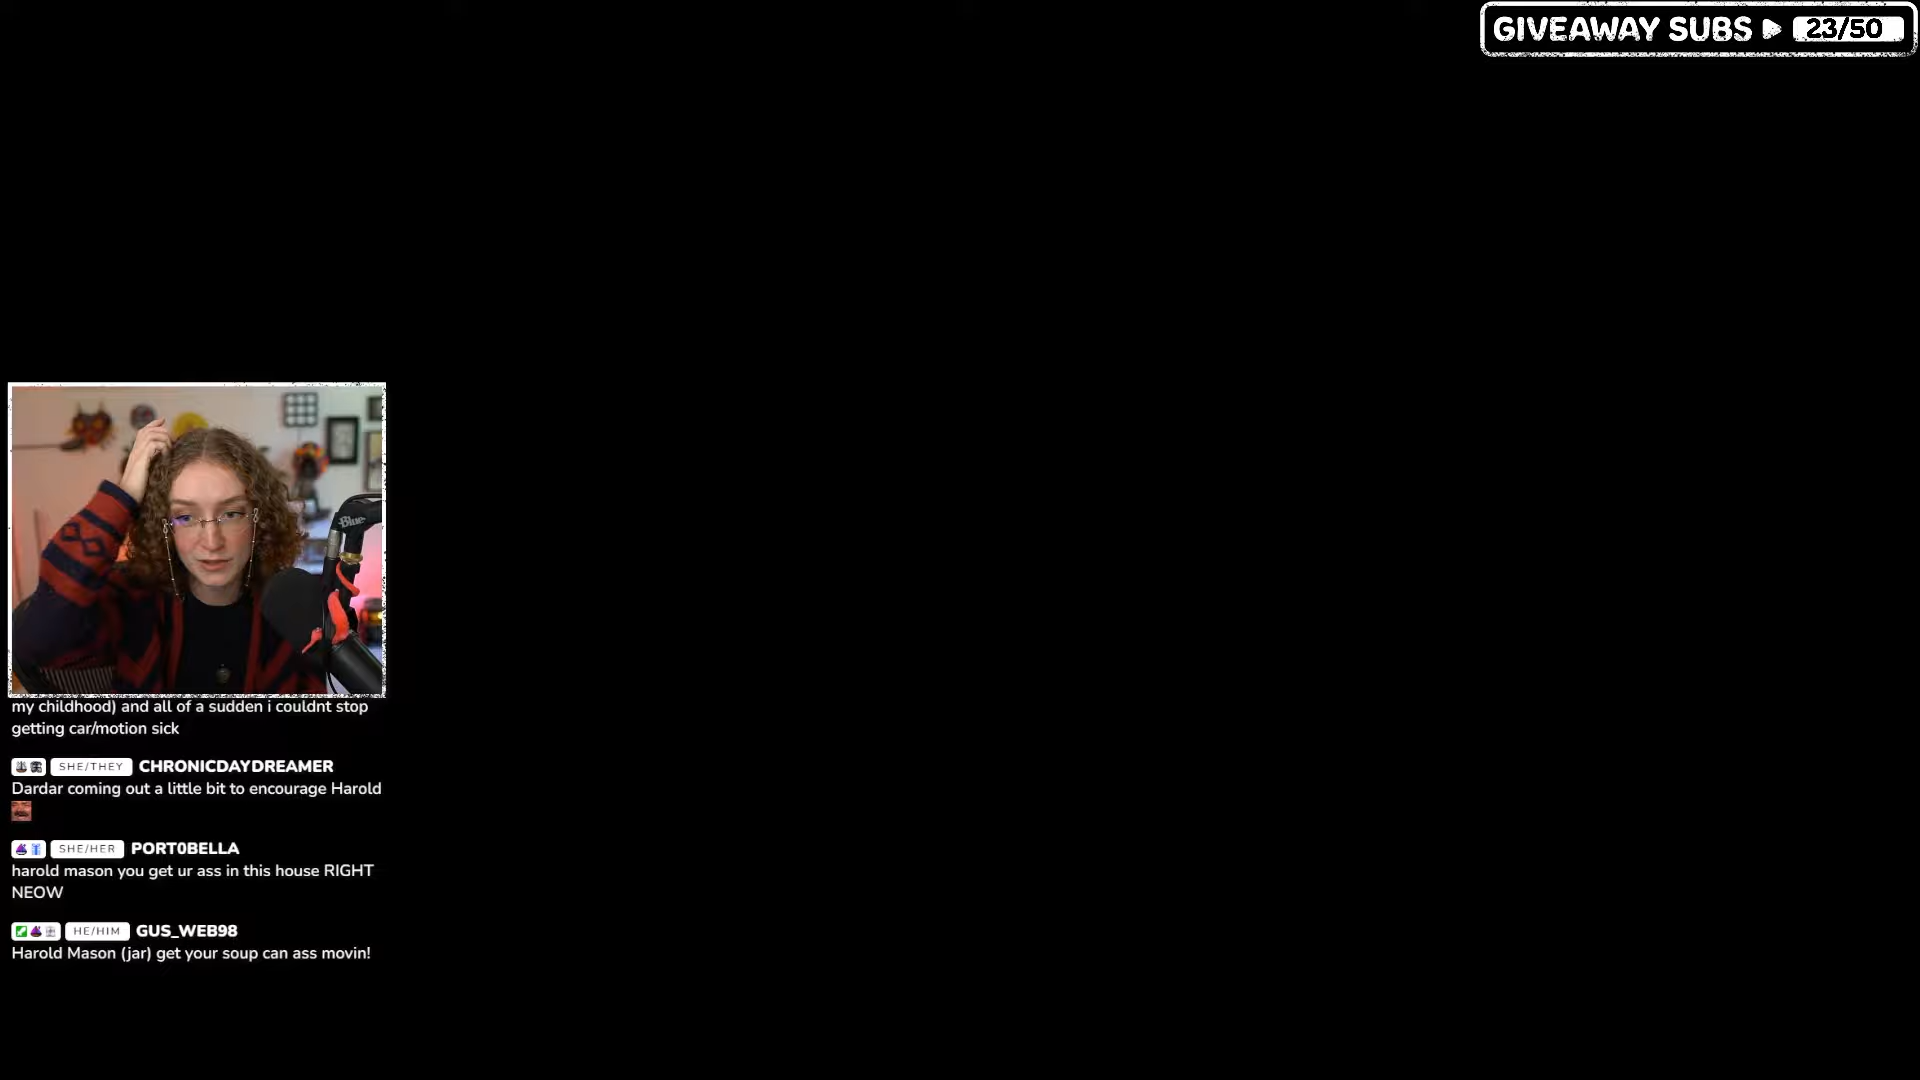 GIVEAWAY SUBS ▶ 23/50
Blue
my childhood) and all of a sudden i couldnt stop
getting car/motion sick
SHE/THEY CHRONICDAYDREAMER
Dardar coming out a little bit to encourage Harold
SHE/HER PORT0BELLA
harold mason you get ur ass in this house RIGHT
NEOW
HE/HIM GUS_WEB98
Harold Mason (jar) get your soup can ass movin!